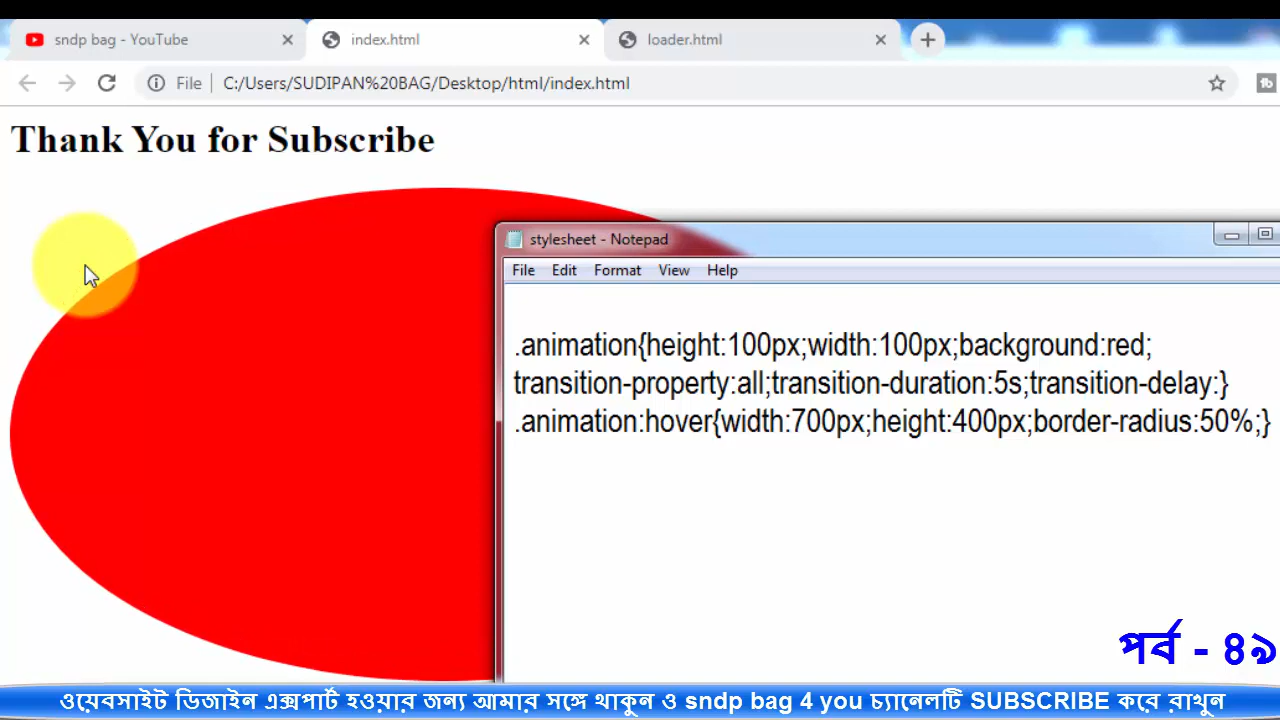 sndp bag - YouTube
index.html
loader.html
File
C:/Users/SUDIPAN%20BAG/Desktop/html/index.html
Thank You for Subscribe
stylesheet - Notepad
File Edit Format View Help
.animation{height:100px;width:100px;background:red;
transition-property:all;transition-duration:5s;transition-delay:}
.animation:hover{width:700px;height:400px;border-radius:50%;}
পর্ব - ৪৯
ওয়েবসাইট ডিজাইন এক্সপার্ট হওয়ার জন্য আমার সঙ্গে থাকুন ও sndp bag 4 you চ্যানেলটি SUBSCRIBE করে রাখুন